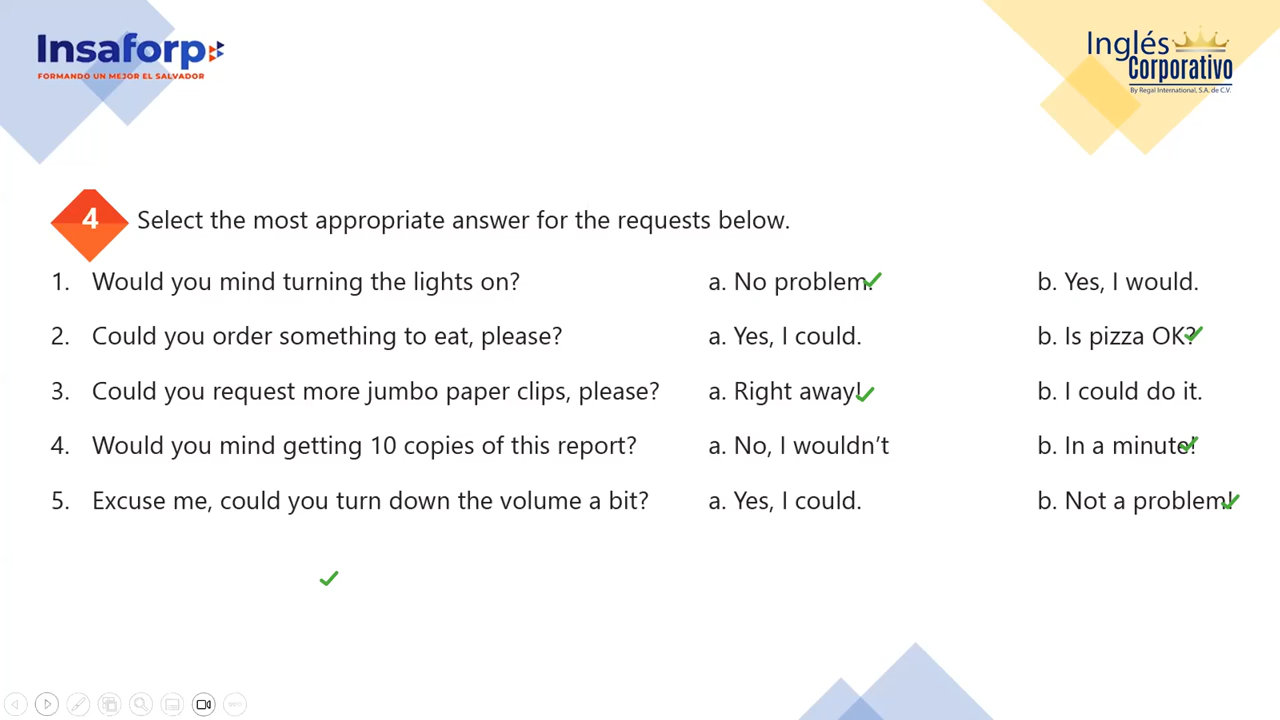 Insaforp
FORMANDO UN MEJOR EL SALVADOR
Inglés
Corporativo
By Regal International, S.A. de C.V.
4 Select the most appropriate answer for the requests below.
1. Would you mind turning the lights on? a. No problem. b. Yes, I would.
2. Could you order something to eat, please? a. Yes, I could. b. Is pizza OK?
3. Could you request more jumbo paper clips, please? a. Right away! b. I could do it.
4. Would you mind getting 10 copies of this report? a. No, I wouldn’t b. In a minute!
5. Excuse me, could you turn down the volume a bit? a. Yes, I could. b. Not a problem!